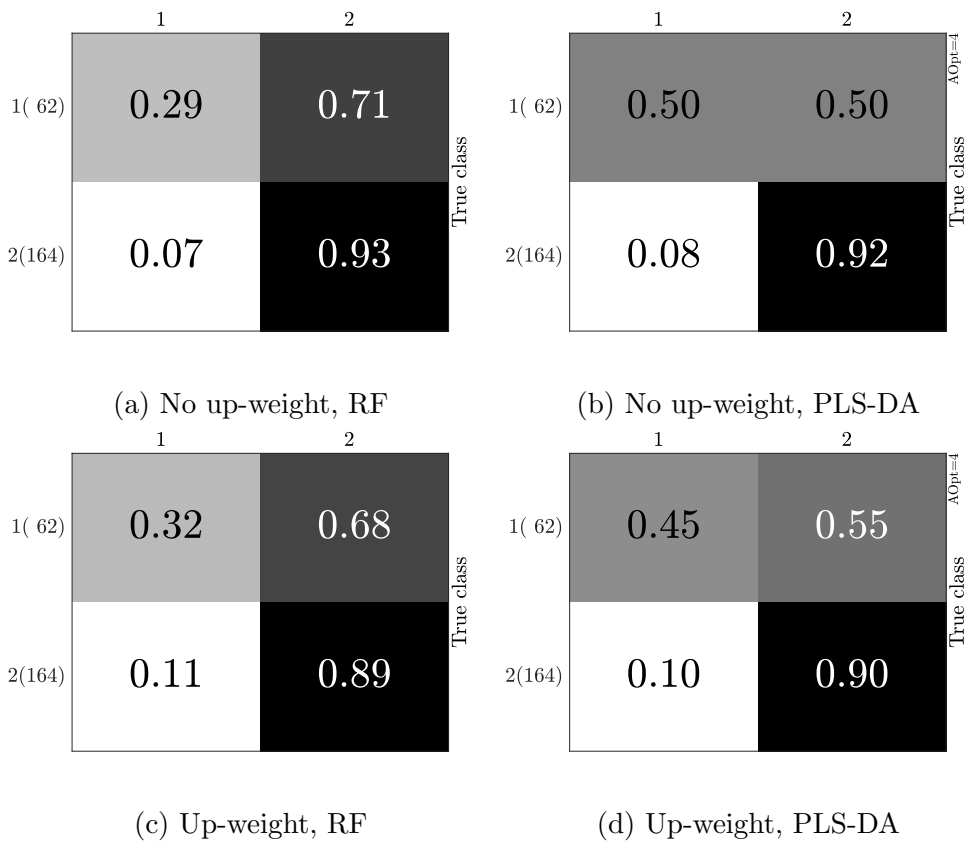 1 2
1( 62) 0.29 0.71
2(164) 0.07 0.93
True class
(a) No up-weight, RF
1 2
1( 62) 0.50 0.50
2(164) 0.08 0.92
AOpt=4
True class
(b) No up-weight, PLS-DA
1 2
1( 62) 0.32 0.68
2(164) 0.11 0.89
True class
(c) Up-weight, RF
1 2
1( 62) 0.45 0.55
2(164) 0.10 0.90
AOpt=4
True class
(d) Up-weight, PLS-DA